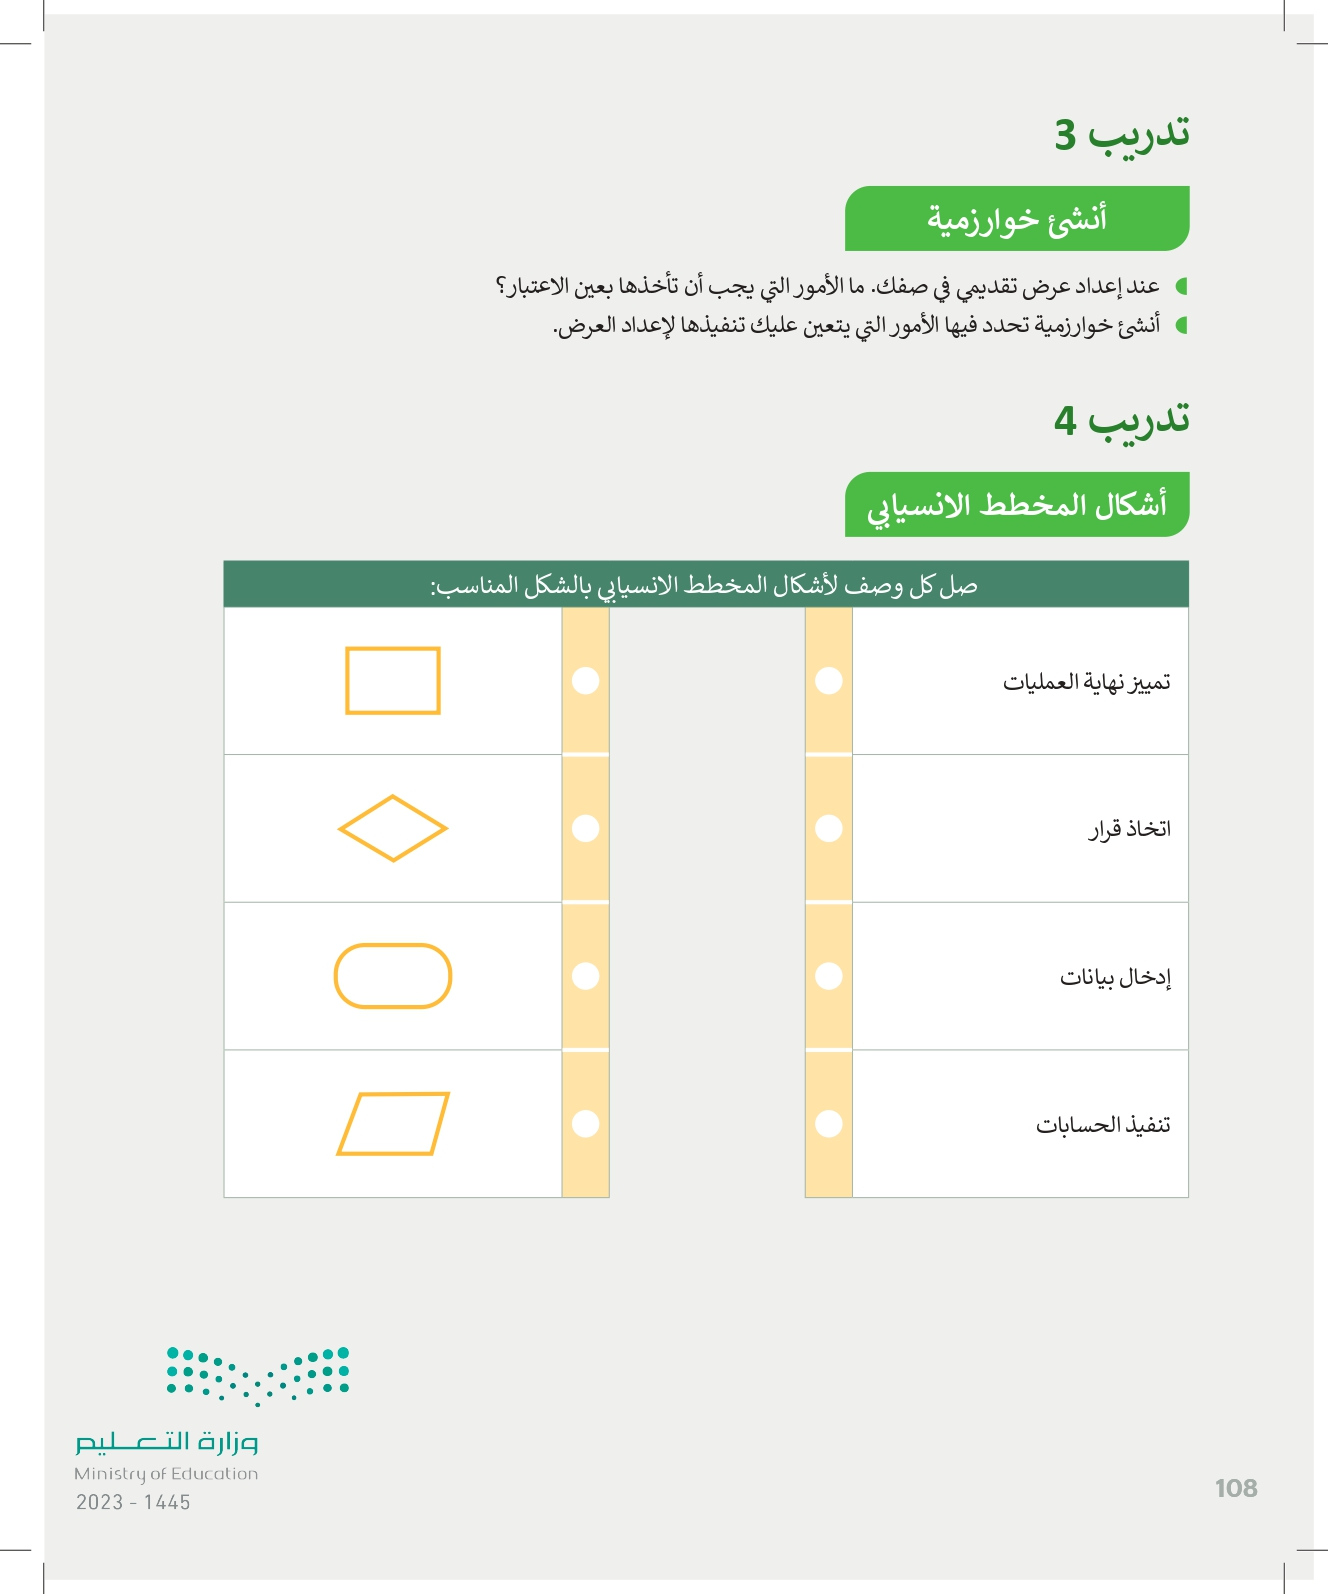 تدريب 3
أنشئ خوارزمية
عند إعداد عرض تقديمي في صفك. ما الأمور التي يجب أن تأخذها بعين الاعتبار؟
أنشئ خوارزمية تحدد فيها الأمور التي يتعين عليك تنفيذها لإعداد العرض.
تدريب 4
أشكال المخطط الانسيابي
صل كل وصف لأشكال المخطط الانسيابي بالشكل المناسب:
تمييز نهاية العمليات
اتخاذ قرار
إدخال بيانات
تنفيذ الحسابات
وزارة التعليم
Ministry of Education
2023 - 1445
108